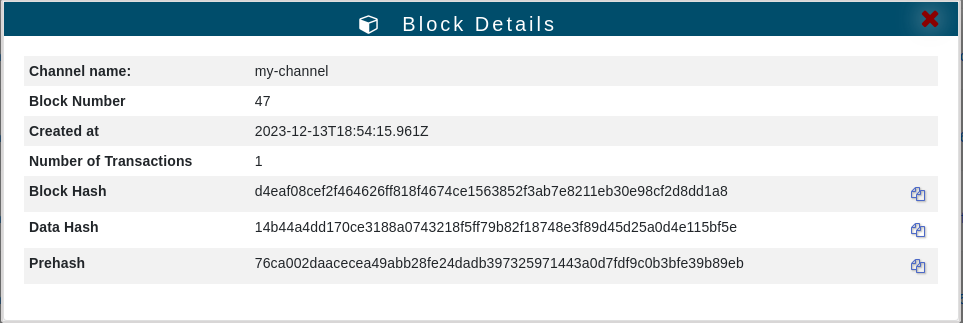 Block Details
Channel name: my-channel
Block Number 47
Created at 2023-12-13T18:54:15.961Z
Number of Transactions 1
Block Hash d4eaf08cef2f464626ff818f4674ce1563852f3ab7e8211eb30e98cf2d8dd1a8
Data Hash 14b44a4dd170ce3188a0743218f5ff79b82f18748e3f89d45d25a0d4e115bf5e
Prehash 76ca002daacecea49abb28fe24dadb397325971443a0d7fdf9c0b3bfe39b89eb